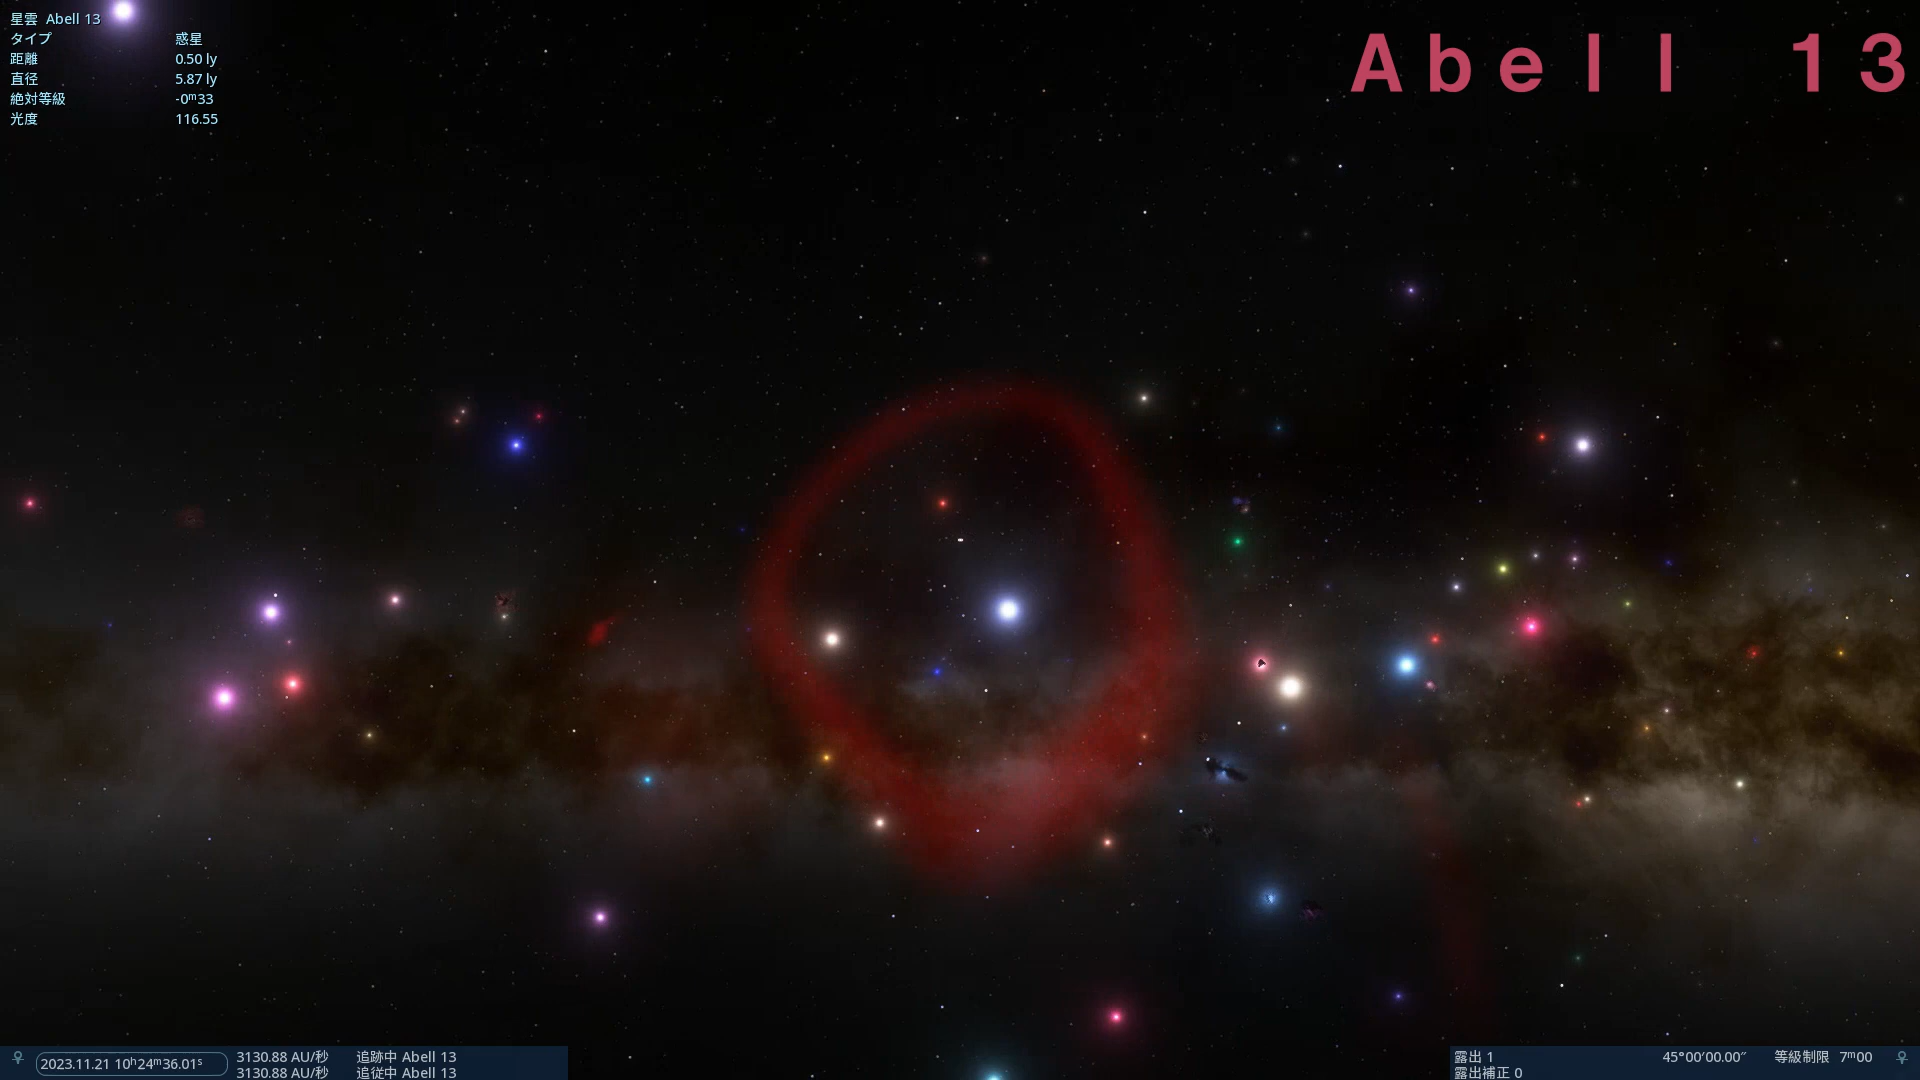 星雲 Abell 13
タイプ 惑星
距離 0.50 ly
直径 5.87 ly
絶対等級 -0ᵐ33
光度 116.55
Abell 13
2023.11.21 10ʰ24ᵐ36.01ˢ
3130.88 AU/秒 追跡中 Abell 13
3130.88 AU/秒 追従中 Abell 13
露出 1 45°00′00.00″ 等級制限 7ᵐ00
露出補正 0